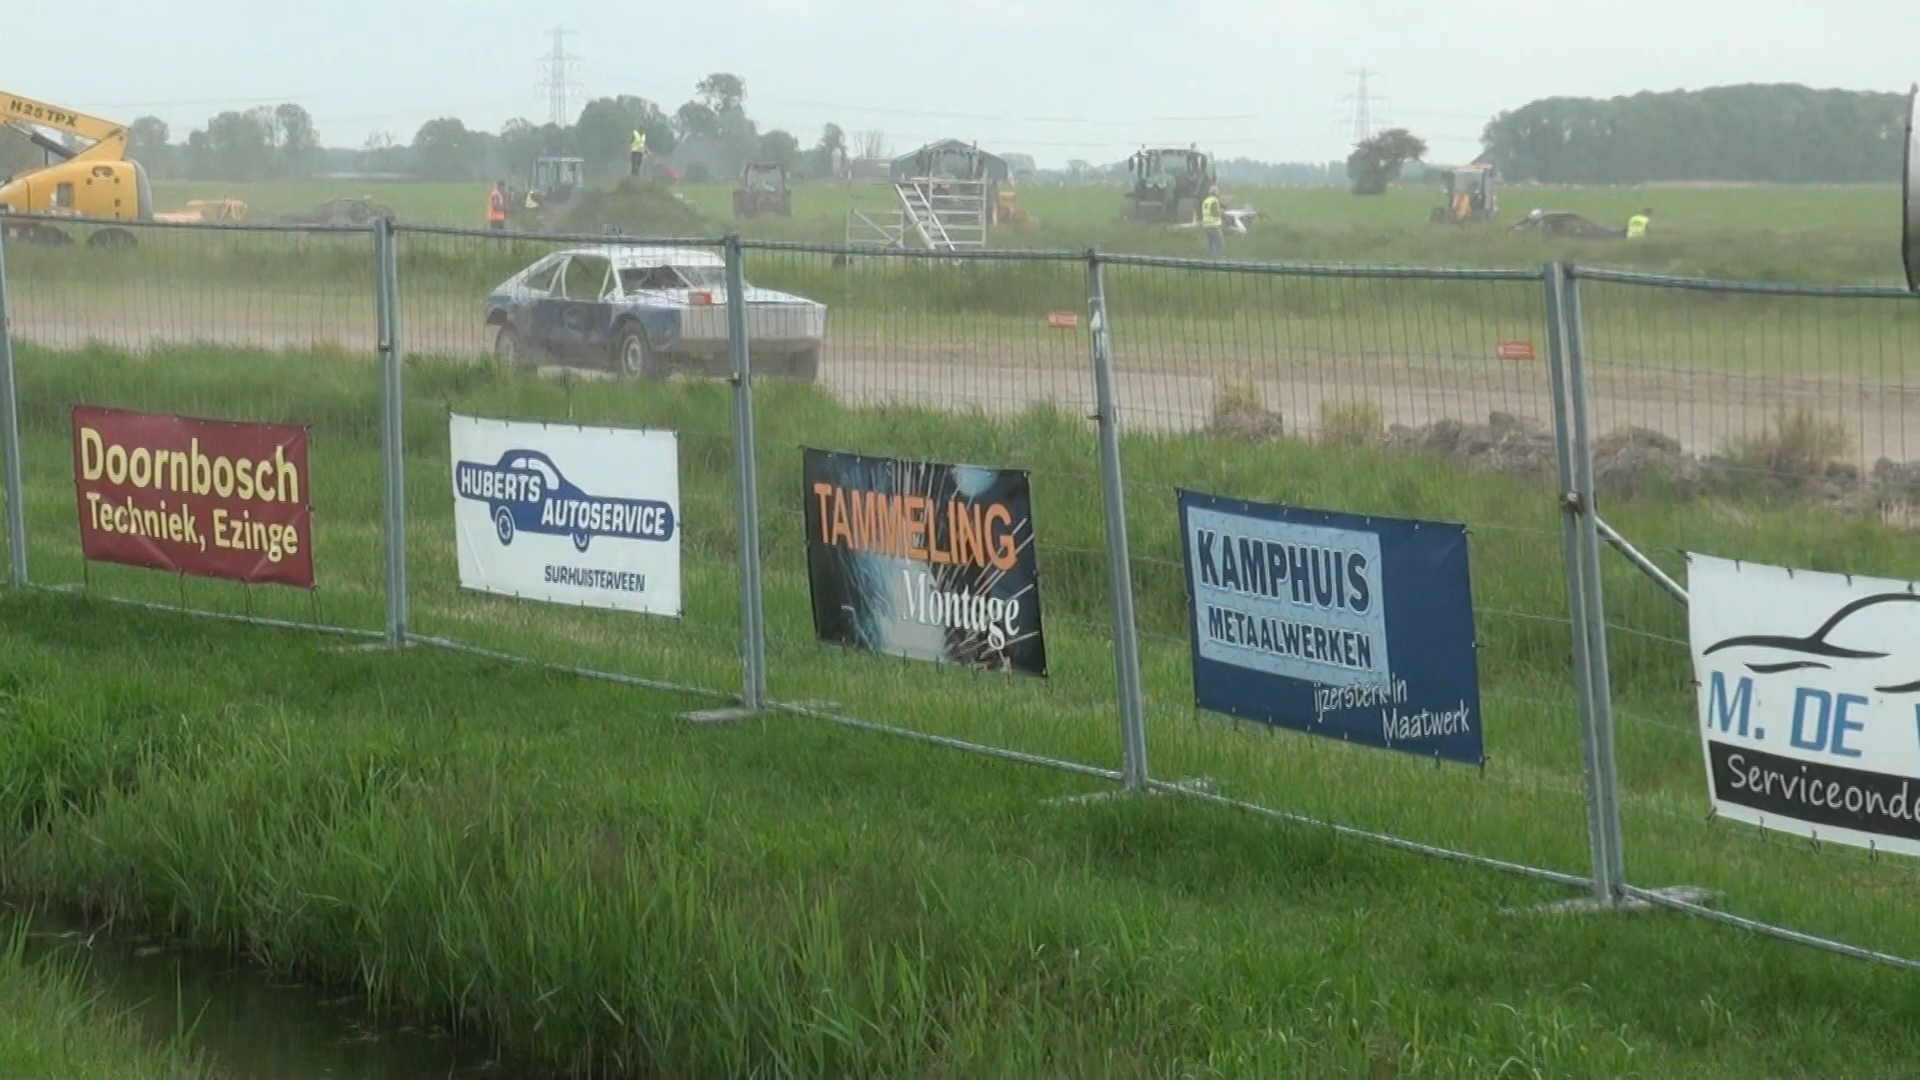 H25 TPX
Doornbosch
Techniek, Ezinge
HUBERTS
AUTOSERVICE
SURHUISTERVEEN
TAMMELING
Montage
KAMPHUIS
METAALWERKEN
ijzersterk in
Maatwerk
M. DE